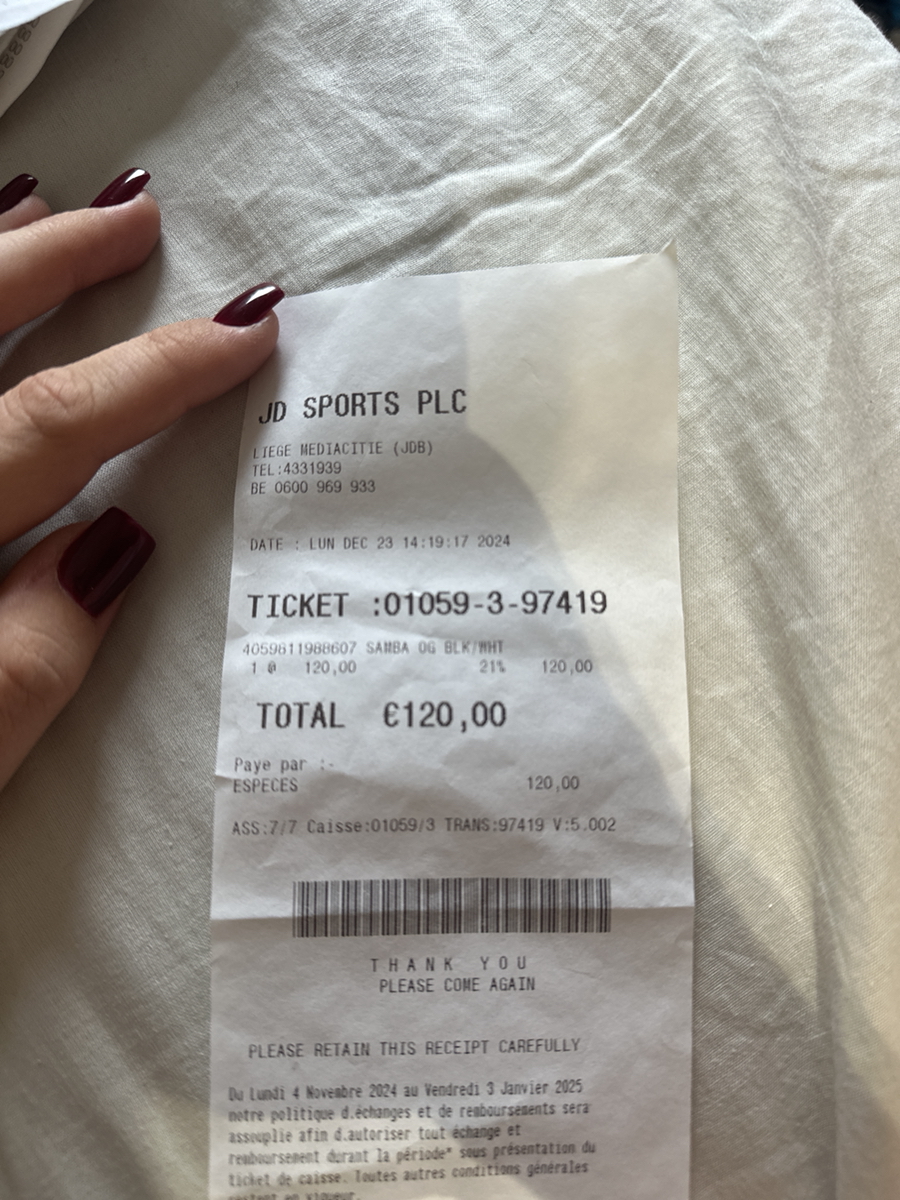 JD SPORTS PLC
LIEGE MEDIACITIE (JDB)
TEL:4331939
BE 0600 969 933
DATE : LUN DEC 23 14:19:17 2024
TICKET :01059-3-97419
4059811988607 SAMBA OG BLK/WHT
1 @ 120,00 21% 120,00
TOTAL €120,00
Paye par :-
ESPECES 120,00
ASS:7/7 Caisse:01059/3 TRANS:97419 V:5.002
THANK YOU
PLEASE COME AGAIN
PLEASE RETAIN THIS RECEIPT CAREFULLY
Du Lundi 4 Novembre 2024 au Vendredi 3 Janvier 2025
notre politique d.échanges et de remboursements sera
assouplie afin d.autoriser tout échange et
remboursement durant la période* sous présentation du
ticket de caisse. Toutes autres conditions générales
restent en vigueur.